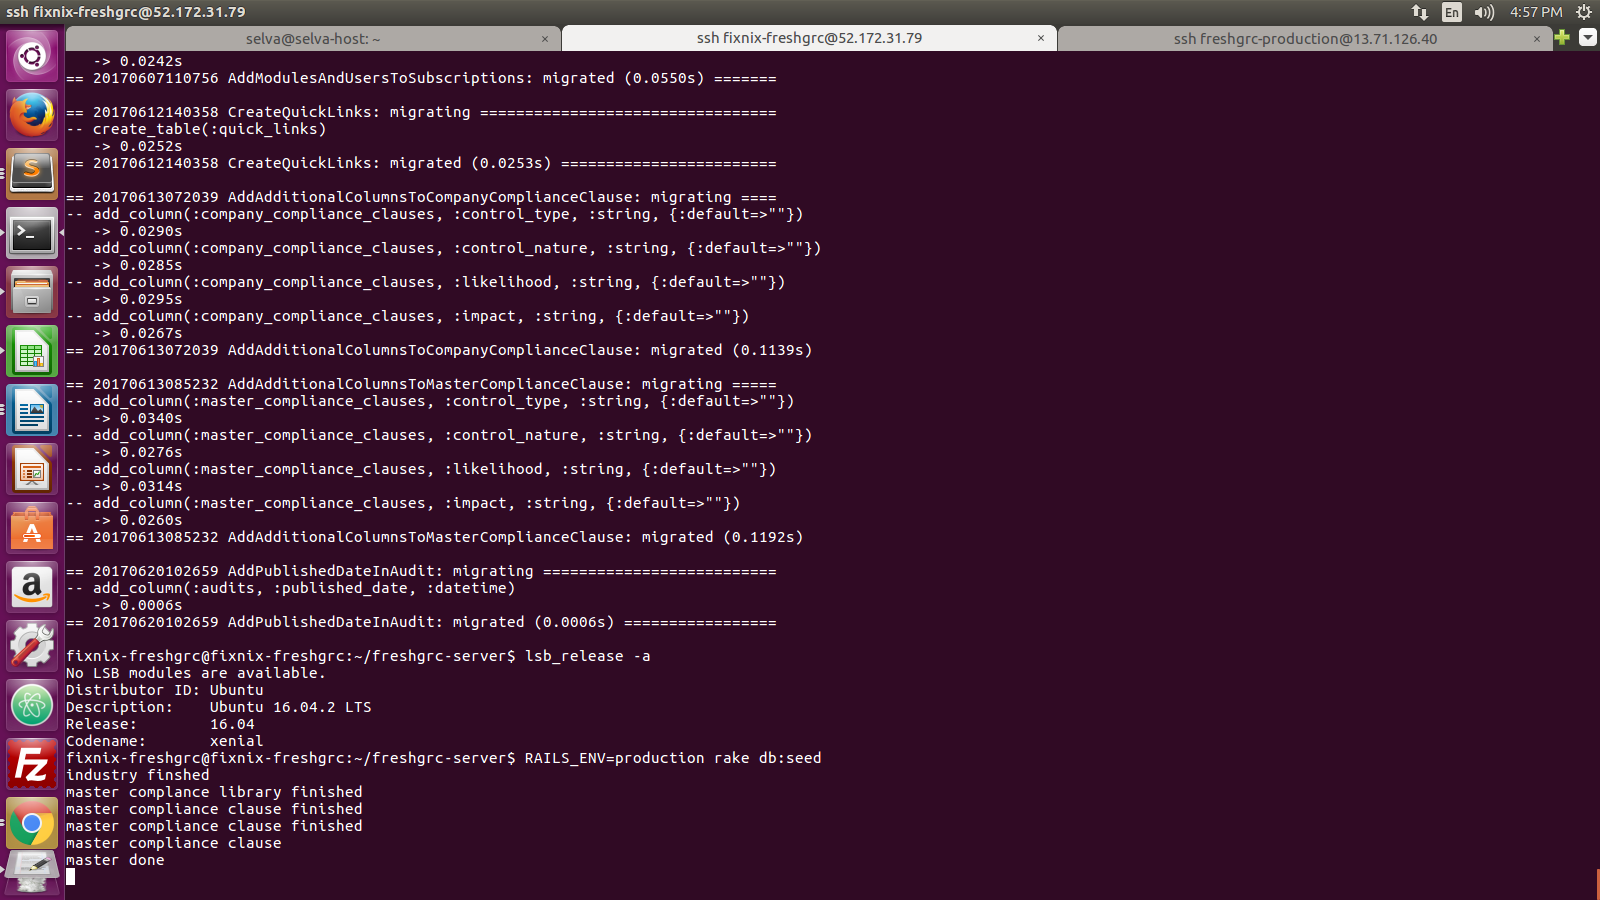 ssh fixnix-freshgrc@52.172.31.79
En
4:57 PM
selva@selva-host: ~ ×
ssh fixnix-freshgrc@52.172.31.79 ×
ssh freshgrc-production@13.71.126.40 ×
-> 0.0242s
== 20170607110756 AddModulesAndUsersToSubscriptions: migrated (0.0550s) =======
== 20170612140358 CreateQuickLinks: migrating =================================
-- create_table(:quick_links)
-> 0.0252s
== 20170612140358 CreateQuickLinks: migrated (0.0253s) ========================
== 20170613072039 AddAdditionalColumnsToCompanyComplianceClause: migrating ====
-- add_column(:company_compliance_clauses, :control_type, :string, {:default=>""})
-> 0.0290s
-- add_column(:company_compliance_clauses, :control_nature, :string, {:default=>""})
-> 0.0285s
-- add_column(:company_compliance_clauses, :likelihood, :string, {:default=>""})
-> 0.0295s
-- add_column(:company_compliance_clauses, :impact, :string, {:default=>""})
-> 0.0267s
== 20170613072039 AddAdditionalColumnsToCompanyComplianceClause: migrated (0.1139s)
== 20170613085232 AddAdditionalColumnsToMasterComplianceClause: migrating =====
-- add_column(:master_compliance_clauses, :control_type, :string, {:default=>""})
-> 0.0340s
-- add_column(:master_compliance_clauses, :control_nature, :string, {:default=>""})
-> 0.0276s
-- add_column(:master_compliance_clauses, :likelihood, :string, {:default=>""})
-> 0.0314s
-- add_column(:master_compliance_clauses, :impact, :string, {:default=>""})
-> 0.0260s
== 20170613085232 AddAdditionalColumnsToMasterComplianceClause: migrated (0.1192s)
== 20170620102659 AddPublishedDateInAudit: migrating ==========================
-- add_column(:audits, :published_date, :datetime)
-> 0.0006s
== 20170620102659 AddPublishedDateInAudit: migrated (0.0006s) =================
fixnix-freshgrc@fixnix-freshgrc:~/freshgrc-server$ lsb_release -a
No LSB modules are available.
Distributor ID: Ubuntu
Description: Ubuntu 16.04.2 LTS
Release: 16.04
Codename: xenial
fixnix-freshgrc@fixnix-freshgrc:~/freshgrc-server$ RAILS_ENV=production rake db:seed
industry finshed
master complance library finished
master compliance clause finished
master compliance clause finished
master compliance clause
master done